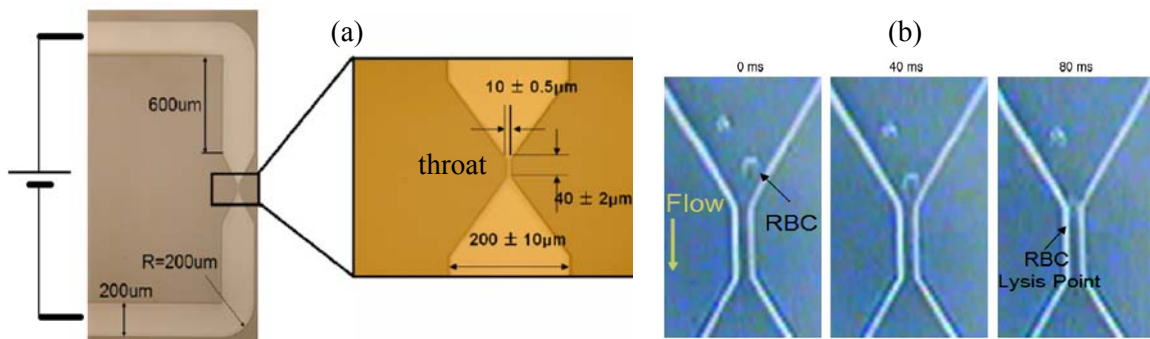 (a)
600um
R=200um
200um
10 ± 0.5μm
throat
40 ± 2μm
200 ± 10μm
(b)
0 ms
40 ms
80 ms
Flow
RBC
RBC
Lysis Point